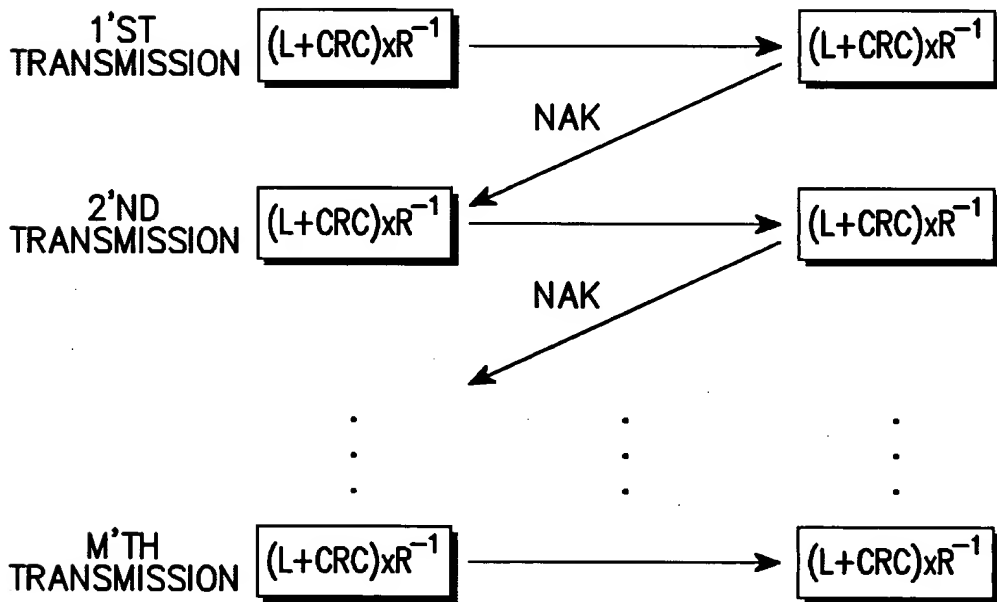 1'ST
TRANSMISSION
(L+CRC)xR⁻¹
(L+CRC)xR⁻¹
NAK
2'ND
TRANSMISSION
(L+CRC)xR⁻¹
(L+CRC)xR⁻¹
NAK
M'TH
TRANSMISSION
(L+CRC)xR⁻¹
(L+CRC)xR⁻¹